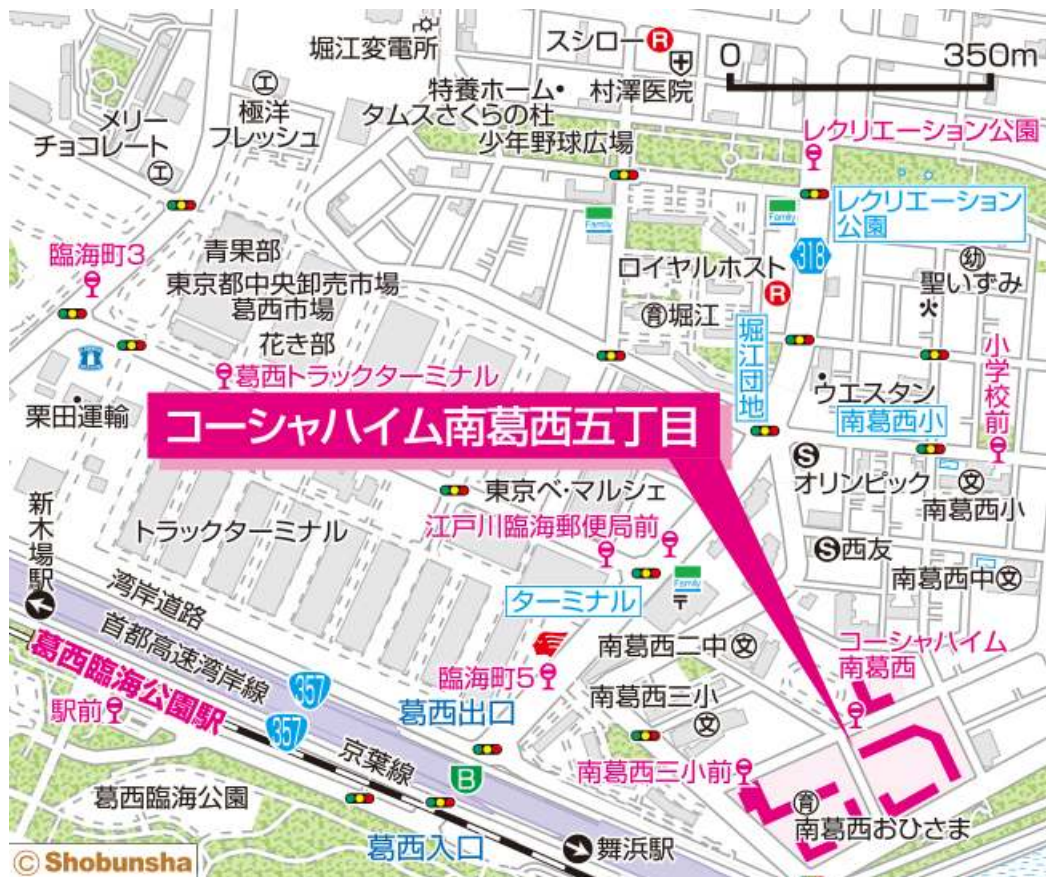 堀江変電所
スシロー
R
0
350m
村澤医院
特養ホーム・
タムスさくらの杜
少年野球広場
工
極洋
フレッシュ
メリー
チョコレート
工
レクリエーション公園
P
レクリエーション
公園
Family
Family
318
幼
聖いずみ
臨海町3
青果部
東京都中央卸売市場
葛西市場
花き部
ロイヤルホスト
R
育堀江
堀江団地
小学校前
葛西トラックターミナル
栗田運輸
ウエスタン
南葛西小
コーシャハイム南葛西五丁目
S
オリンピック
文
南葛西小
東京ベ・マルシェ
トラックターミナル
江戸川臨海郵便局前
S西友
南葛西中文
新木場駅
湾岸道路
首都高速湾岸線
ターミナル
Family
〒
南葛西二中文
コーシャハイム
南葛西
臨海町5
南葛西三小
文
葛西臨海公園駅
駅前
357
357
葛西出口
京葉線
B
南葛西三小前
育
南葛西おひさま
葛西臨海公園
葛西入口
舞浜駅
© Shobunsha